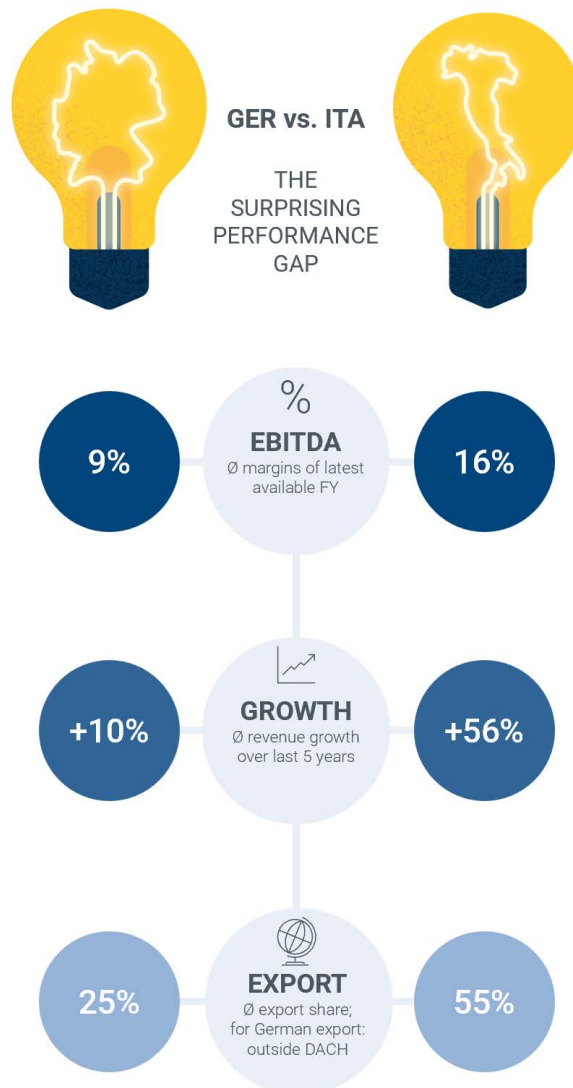 GER vs. ITA
THE
SURPRISING
PERFORMANCE
GAP
%
EBITDA
Ø margins of latest
available FY
9%
16%
GROWTH
Ø revenue growth
over last 5 years
+10%
+56%
EXPORT
Ø export share;
for German export:
outside DACH
25%
55%